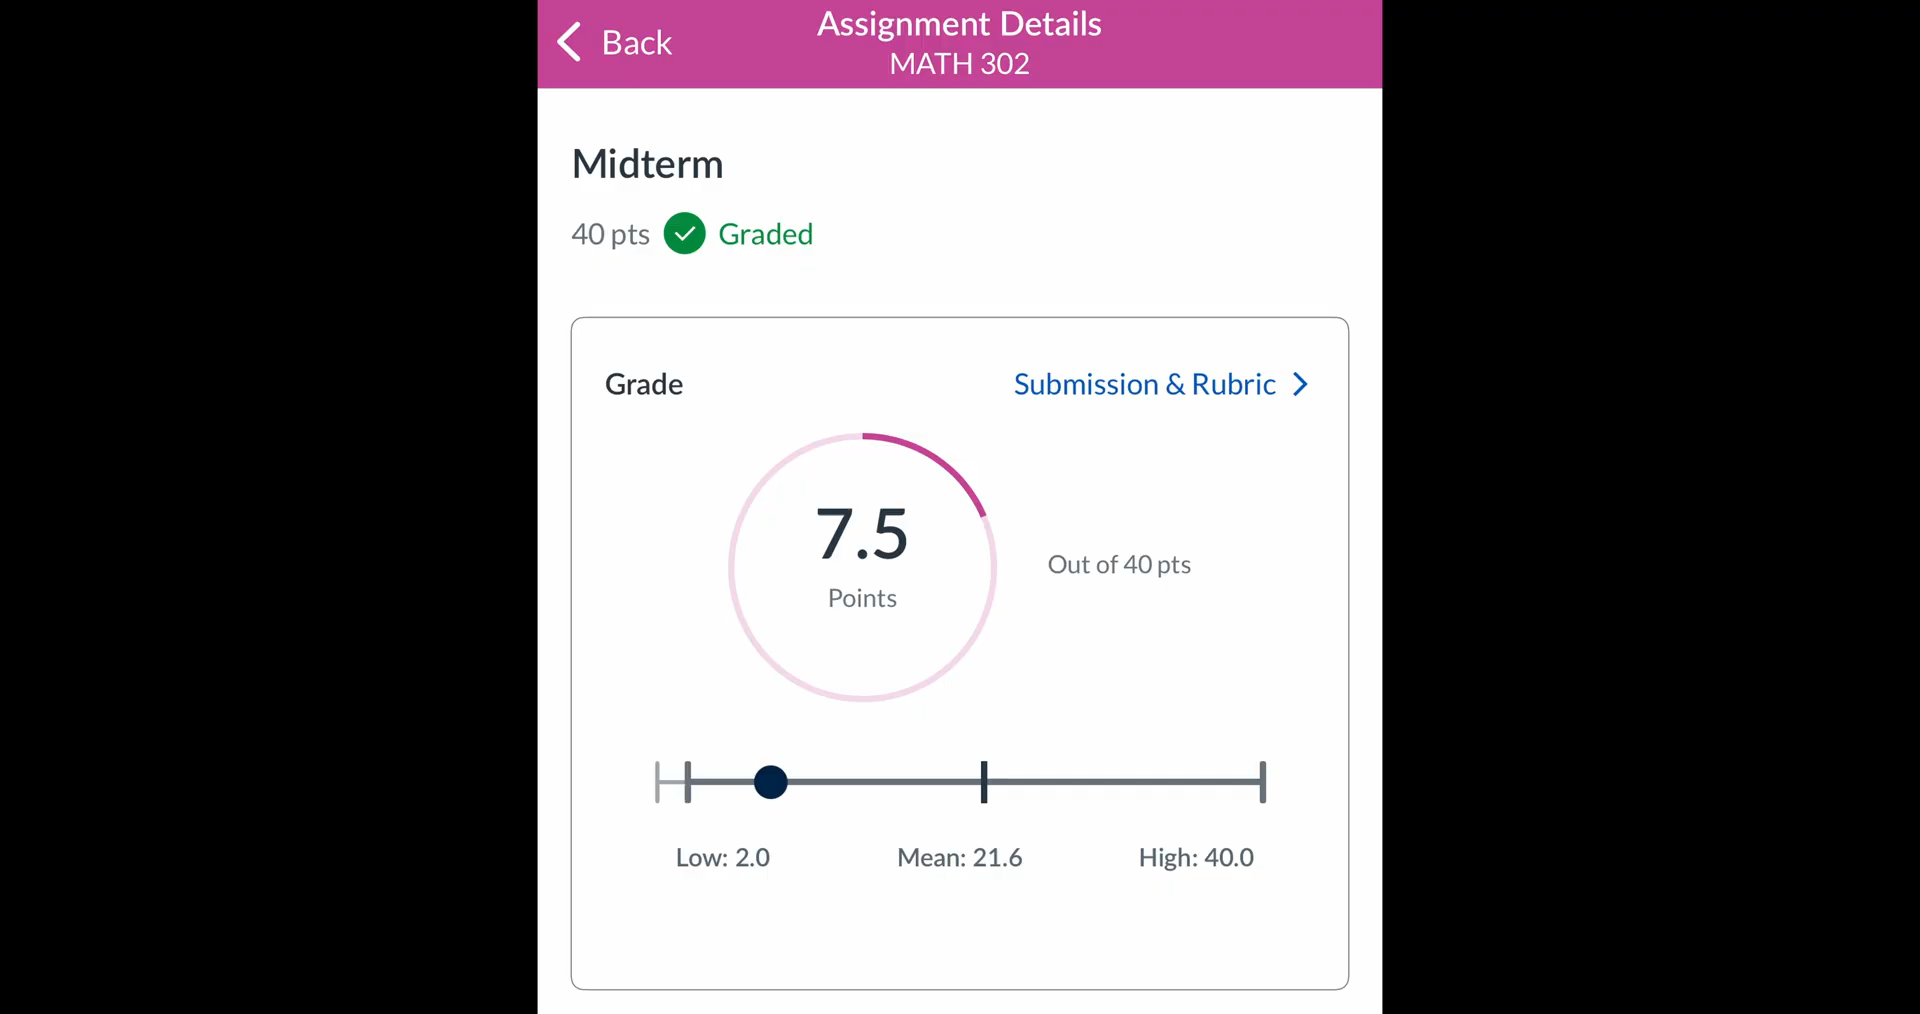 Back
Assignment Details
MATH 302
Midterm
40 pts Graded
Grade
Submission & Rubric
7.5
Points
Out of 40 pts
Low: 2.0
Mean: 21.6
High: 40.0